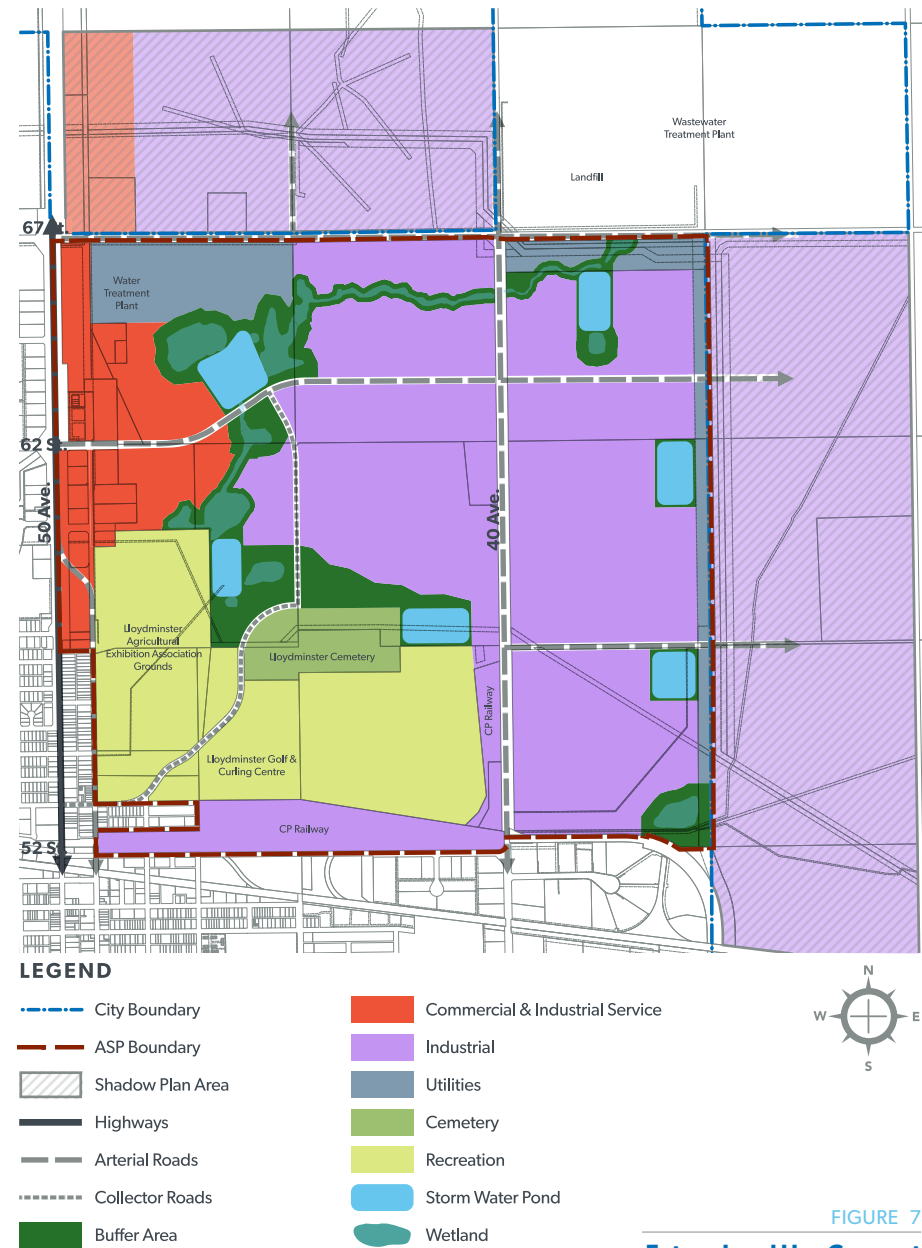 Wastewater
Treatment Plant
Landfill
67
Water
Treatment
Plant
62 St.
50 Ave.
40 Ave.
Lloydminster
Agricultural
Exhibition Association
Grounds
Lloydminster Cemetery
CP Railway
Lloydminster Golf &
Curling Centre
CP Railway
52 S
LEGEND
City Boundary
ASP Boundary
Shadow Plan Area
Highways
Arterial Roads
Collector Roads
Buffer Area
Commercial & Industrial Service
Industrial
Utilities
Cemetery
Recreation
Storm Water Pond
Wetland
N
W
E
S
FIGURE 7